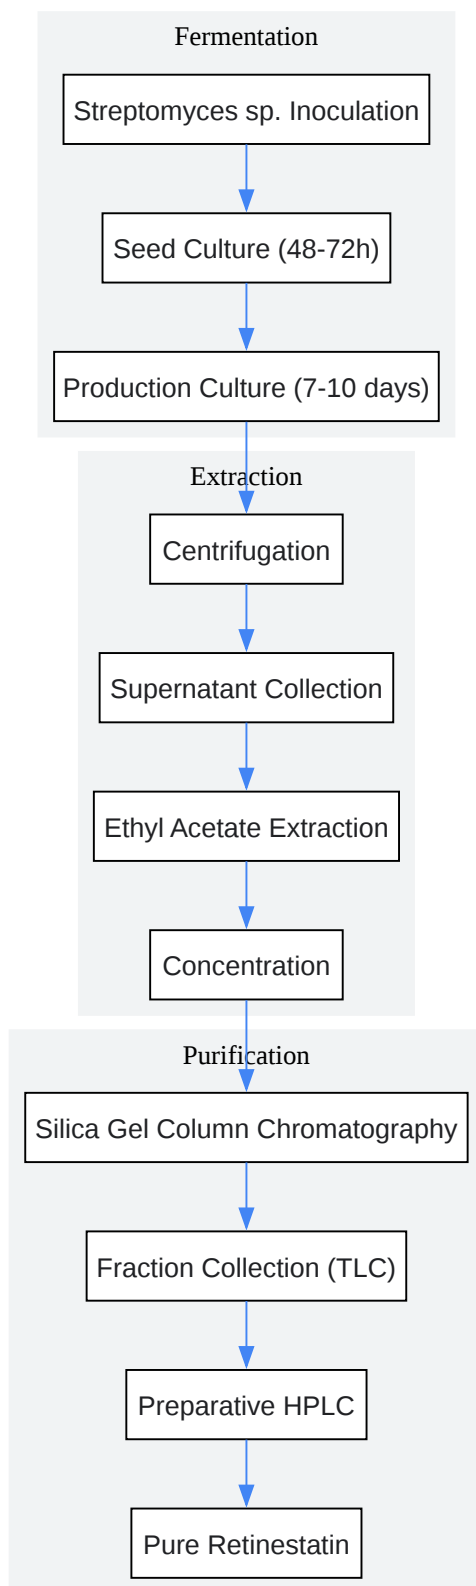 Fermentation
Streptomyces sp. Inoculation
Seed Culture (48-72h)
Production Culture (7-10 days)
Extraction
Centrifugation
Supernatant Collection
Ethyl Acetate Extraction
Concentration
Purification
Silica Gel Column Chromatography
Fraction Collection (TLC)
Preparative HPLC
Pure Retinestatin